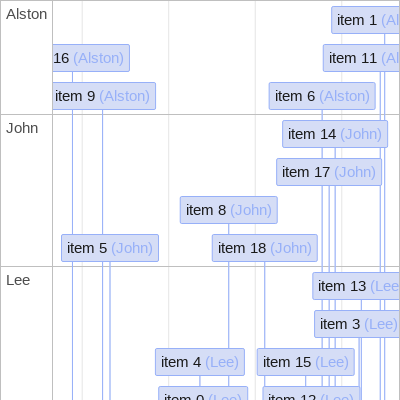 Alston
item 1 (Al
16 (Alston)
item 11 (Al
item 9 (Alston)
item 6 (Alston)
John
item 14 (John)
item 17 (John)
item 8 (John)
item 5 (John)
item 18 (John)
Lee
item 13 (Lee
item 3 (Lee)
item 4 (Lee)
item 15 (Lee)
item 0 (Lee)
item 12 (Lee)